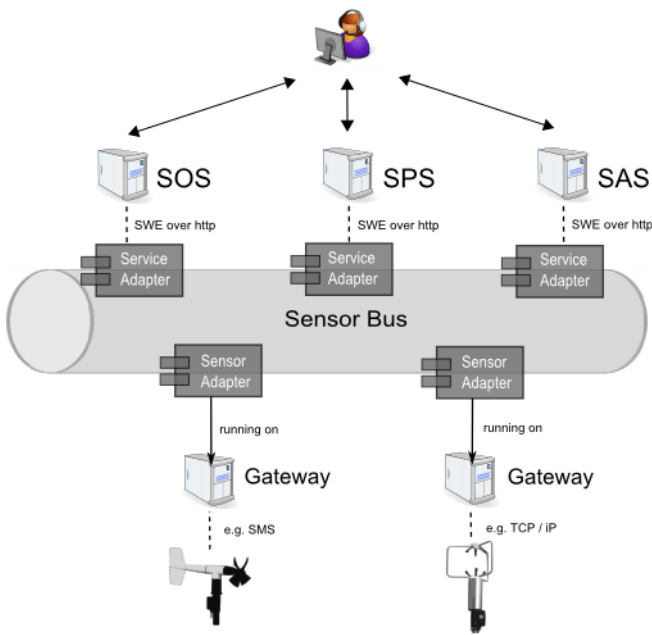 SOS
SPS
SAS
SWE over http
SWE over http
SWE over http
Service
Adapter
Service
Adapter
Service
Adapter
Sensor Bus
Sensor
Adapter
Sensor
Adapter
running on
running on
Gateway
Gateway
e.g. SMS
e.g. TCP / iP